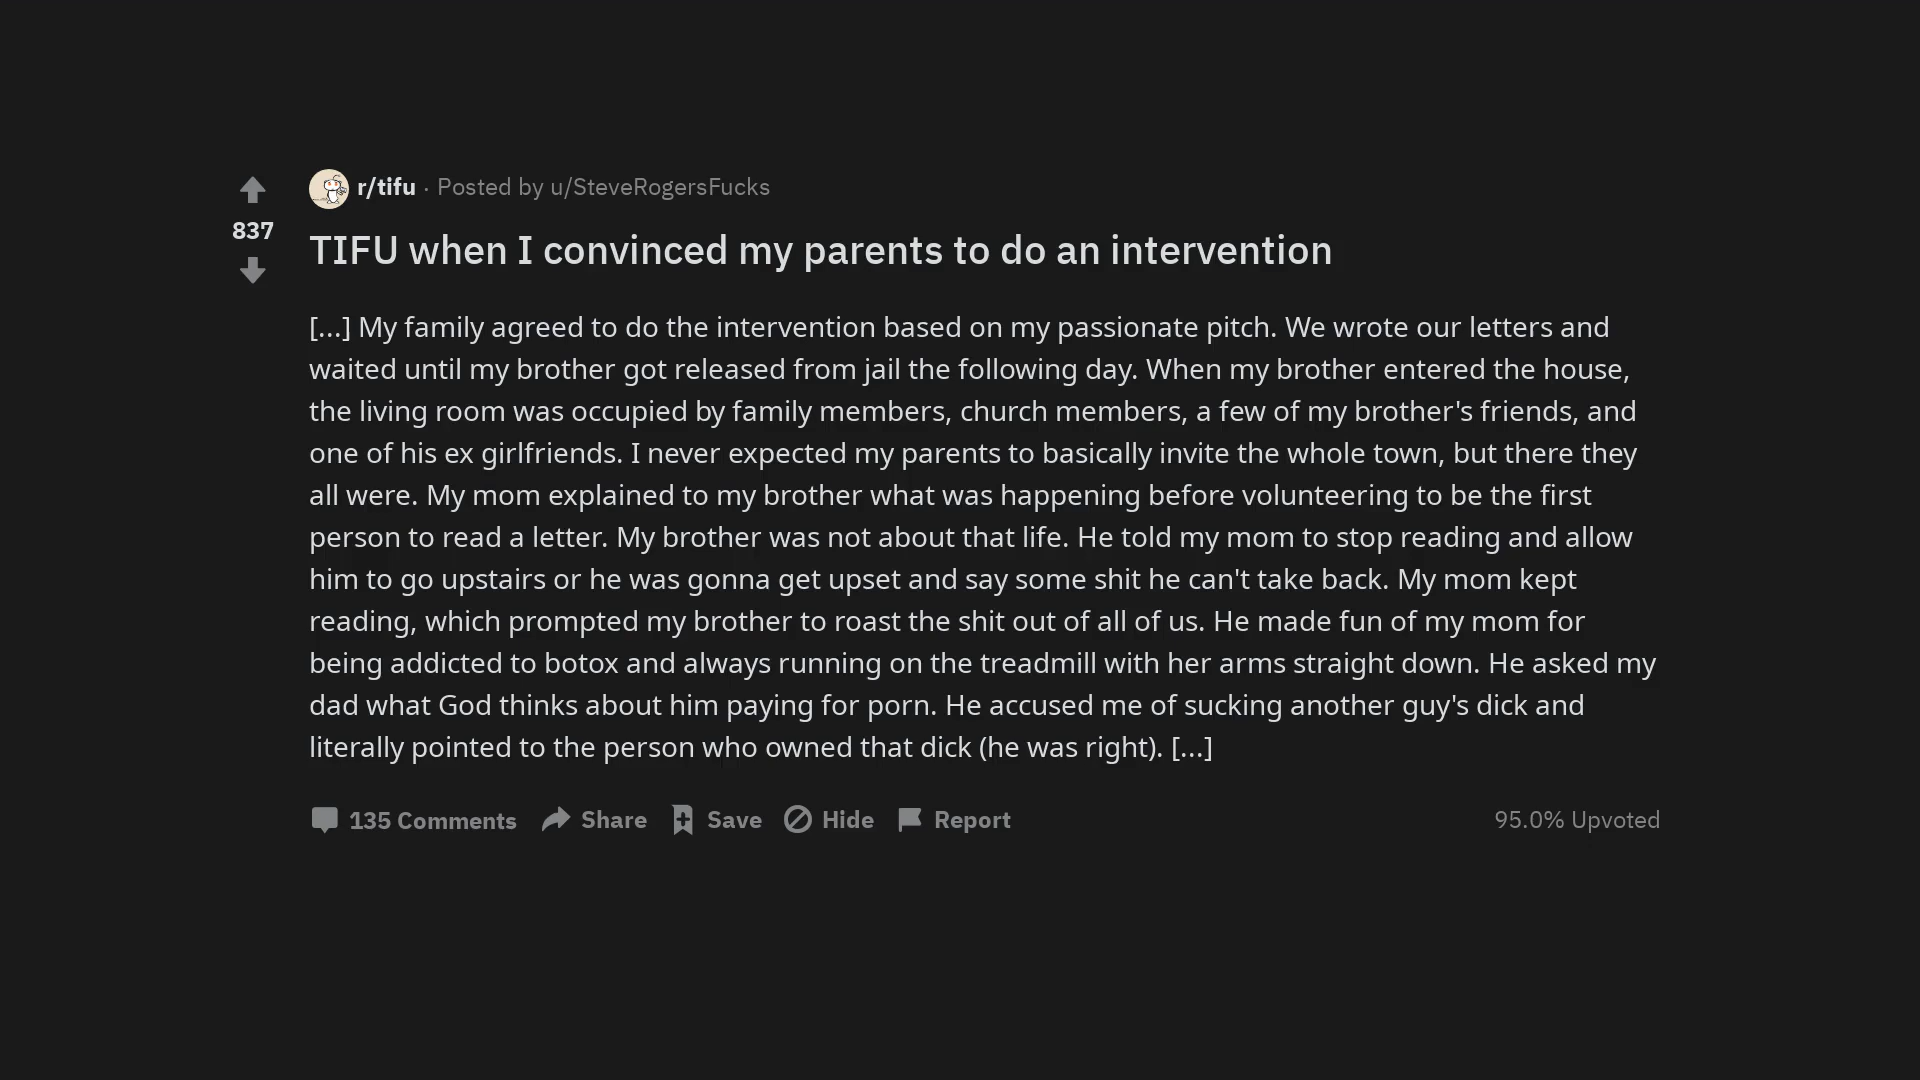 r/tifu · Posted by u/SteveRogersFucks
837
TIFU when I convinced my parents to do an intervention
[...] My family agreed to do the intervention based on my passionate pitch. We wrote our letters and
waited until my brother got released from jail the following day. When my brother entered the house,
the living room was occupied by family members, church members, a few of my brother's friends, and
one of his ex girlfriends. I never expected my parents to basically invite the whole town, but there they
all were. My mom explained to my brother what was happening before volunteering to be the first
person to read a letter. My brother was not about that life. He told my mom to stop reading and allow
him to go upstairs or he was gonna get upset and say some shit he can't take back. My mom kept
reading, which prompted my brother to roast the shit out of all of us. He made fun of my mom for
being addicted to botox and always running on the treadmill with her arms straight down. He asked my
dad what God thinks about him paying for porn. He accused me of sucking another guy's dick and
literally pointed to the person who owned that dick (he was right). [...]
135 Comments Share Save Hide Report 95.0% Upvoted